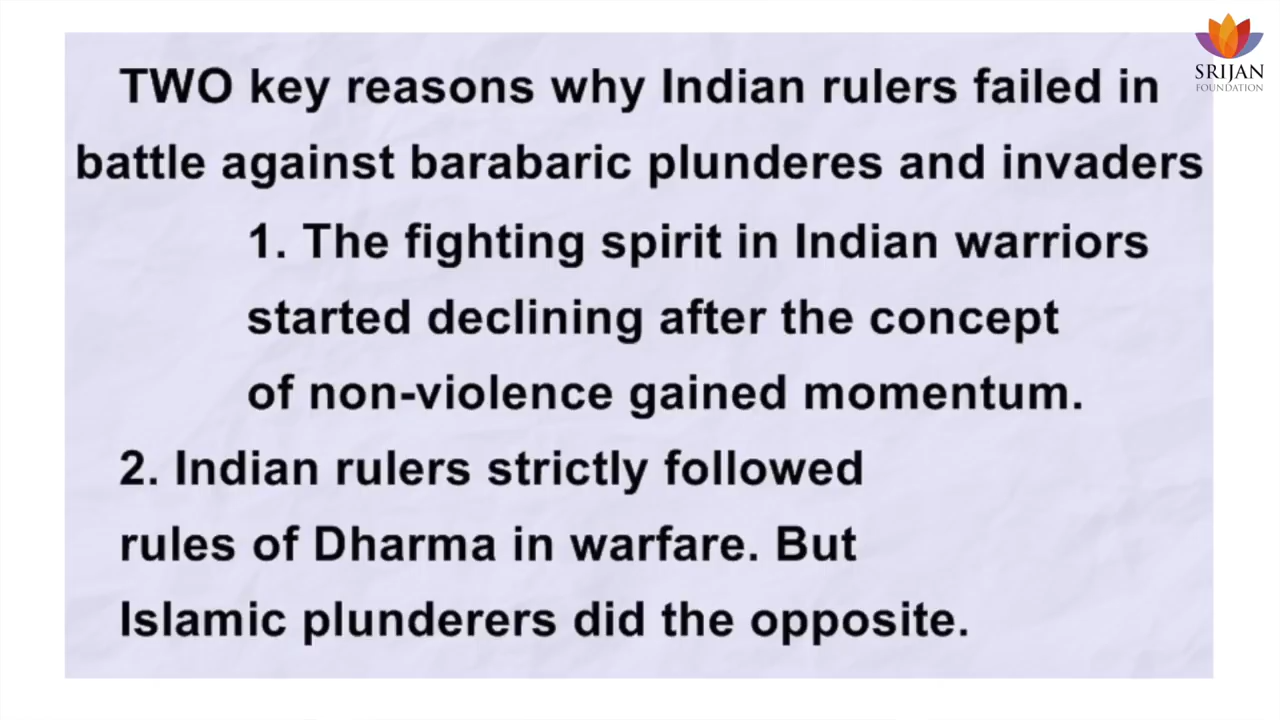 SRIJAN
FOUNDATION
TWO key reasons why Indian rulers failed in
battle against barabaric plunderes and invaders
1. The fighting spirit in Indian warriors
started declining after the concept
of non-violence gained momentum.
2. Indian rulers strictly followed
rules of Dharma in warfare. But
Islamic plunderers did the opposite.